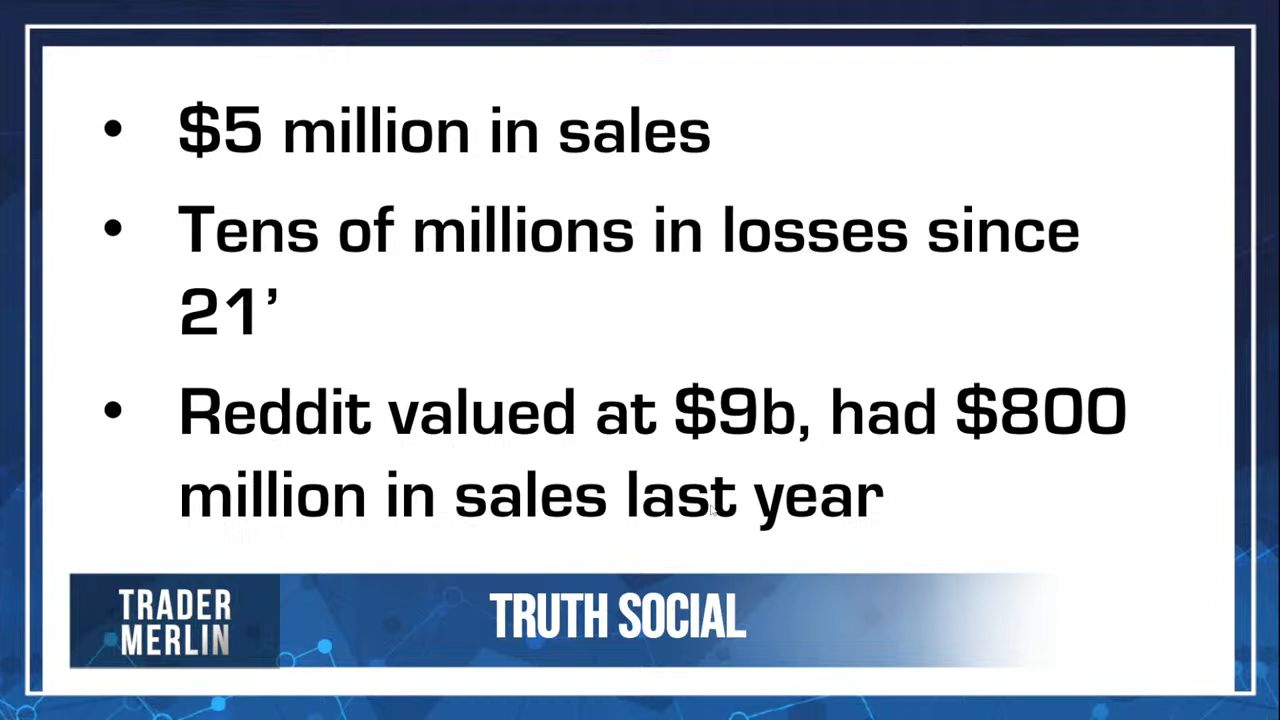 • $5 million in sales
• Tens of millions in losses since
21’
• Reddit valued at $9b, had $800
million in sales last year
TRADER
MERLIN
TRUTH SOCIAL